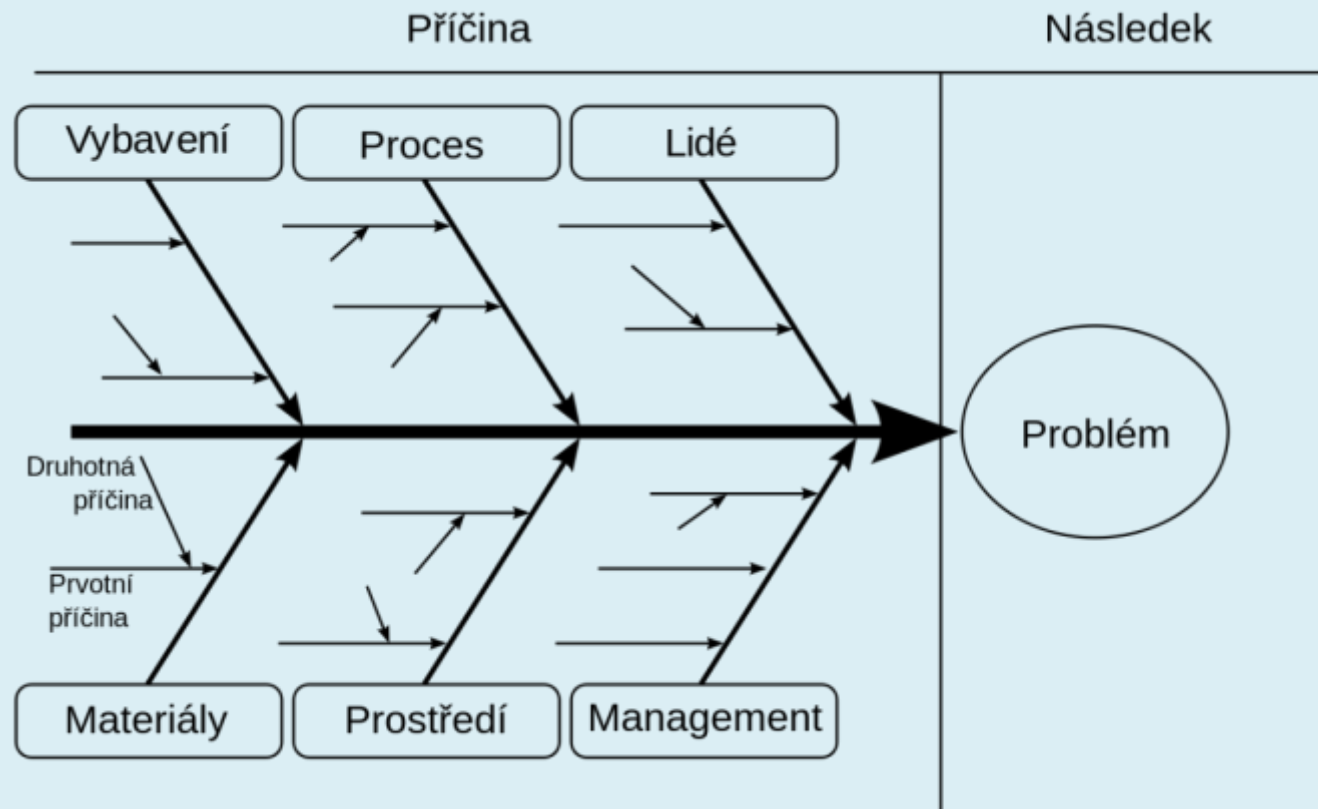 Příčina
Následek
Vybavení
Proces
Lidé
Problém
Druhotná
příčina
Prvotní
příčina
Materiály
Prostředí
Management